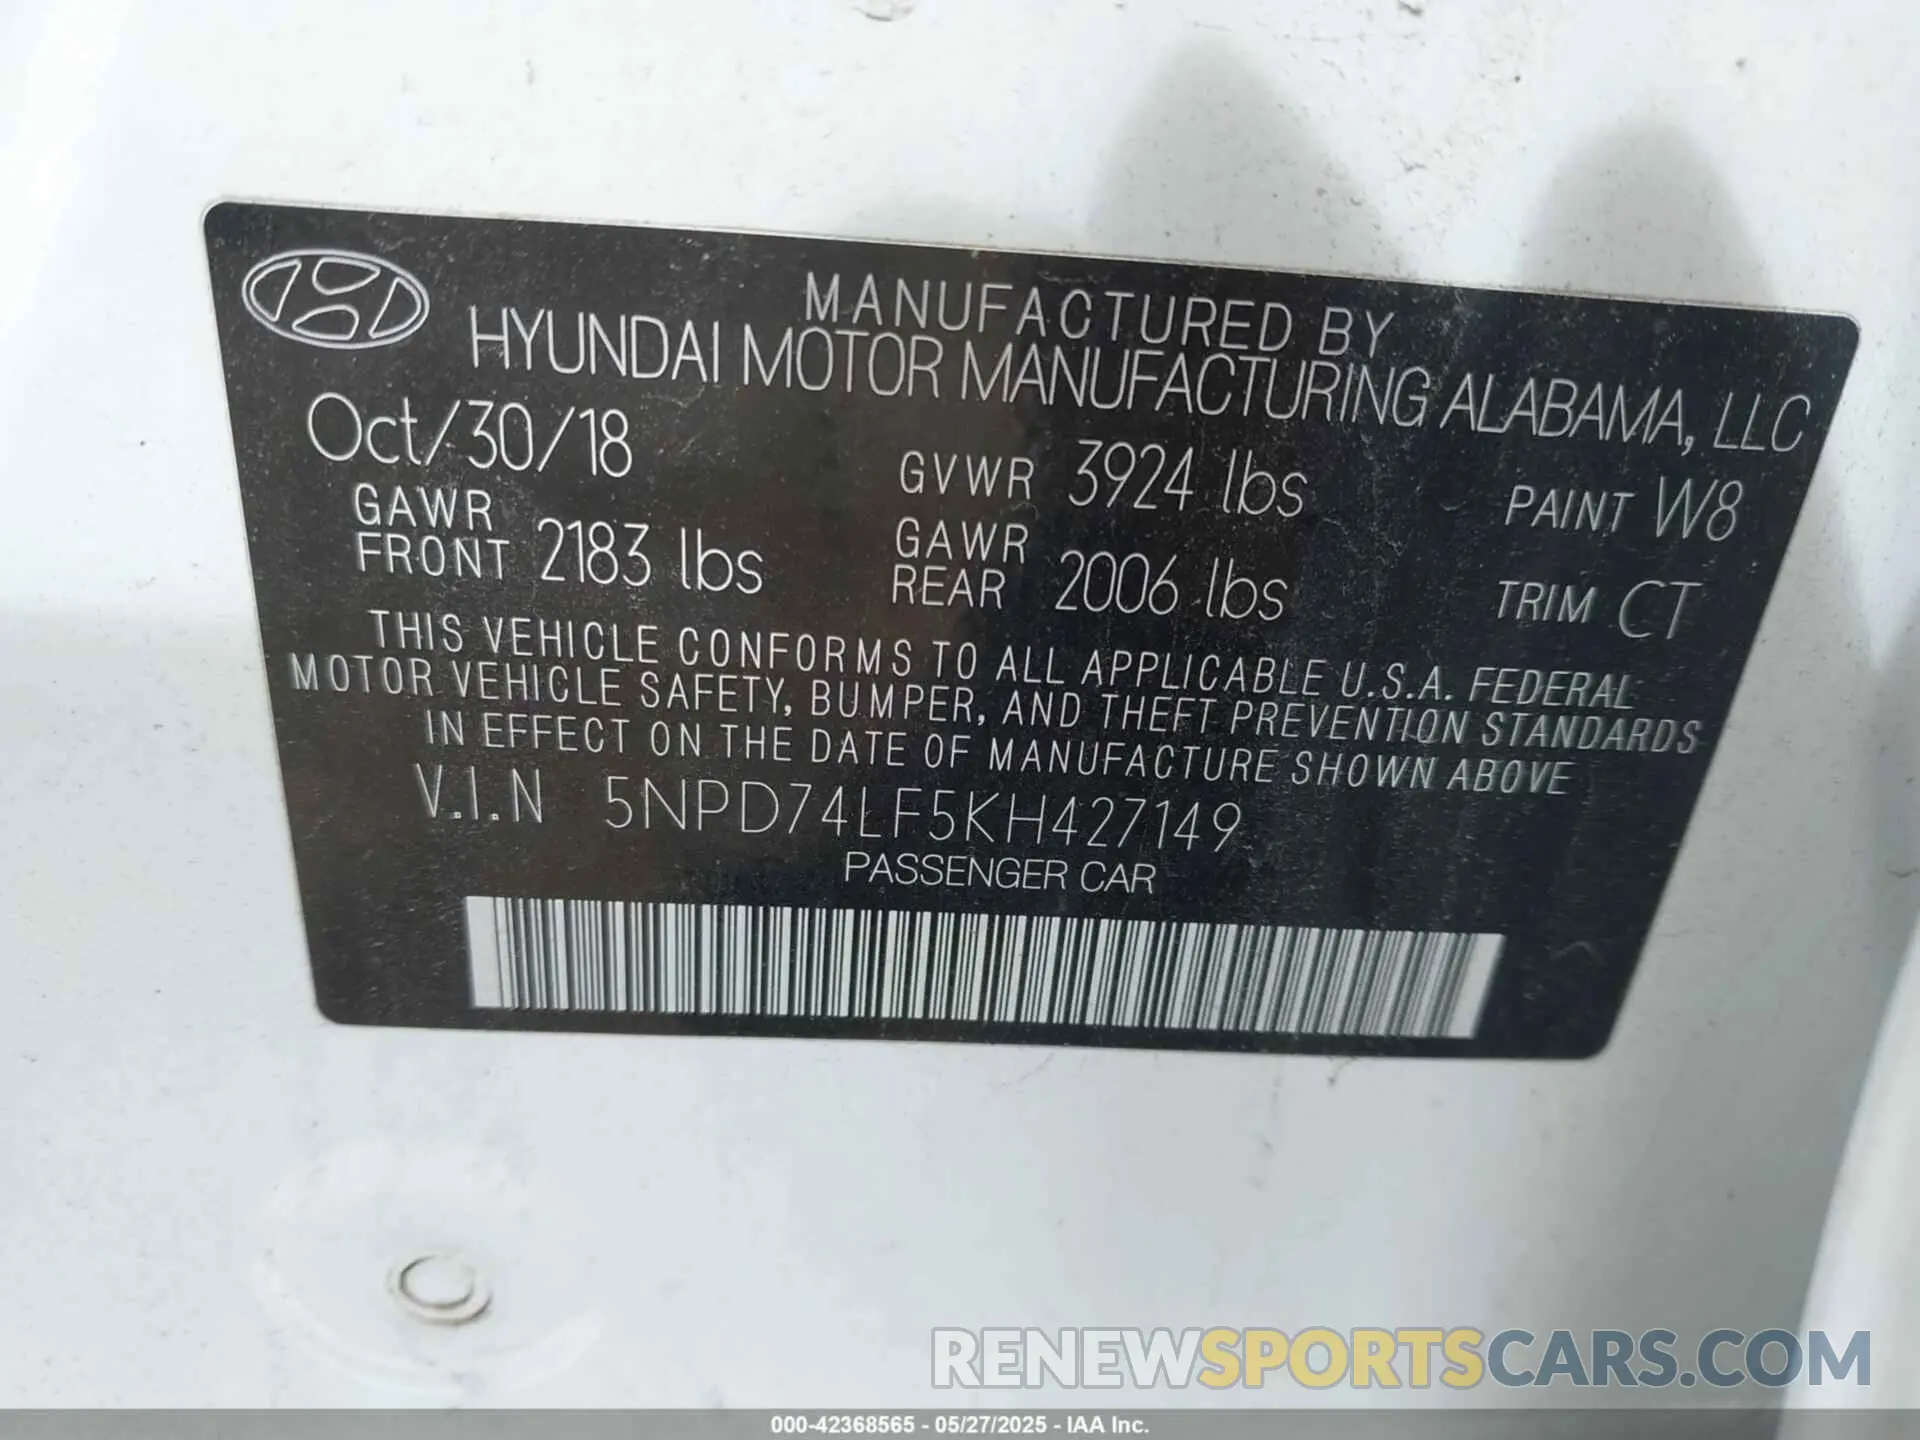 MANUFACTURED BY
HYUNDAI MOTOR MANUFACTURING ALABAMA, LLC
Oct/30/18 GVWR 3924 lbs PAINT W8
GAWR FRONT 2183 lbs GAWR REAR 2006 lbs TRIM CT
THIS VEHICLE CONFORMS TO ALL APPLICABLE U.S.A. FEDERAL
MOTOR VEHICLE SAFETY, BUMPER, AND THEFT PREVENTION STANDARDS
IN EFFECT ON THE DATE OF MANUFACTURE SHOWN ABOVE
V.I.N 5NPD74LF5KH427149
PASSENGER CAR
RENEWSPORTSCARS.COM
000-42368565 - 05/27/2025 - IAA Inc.